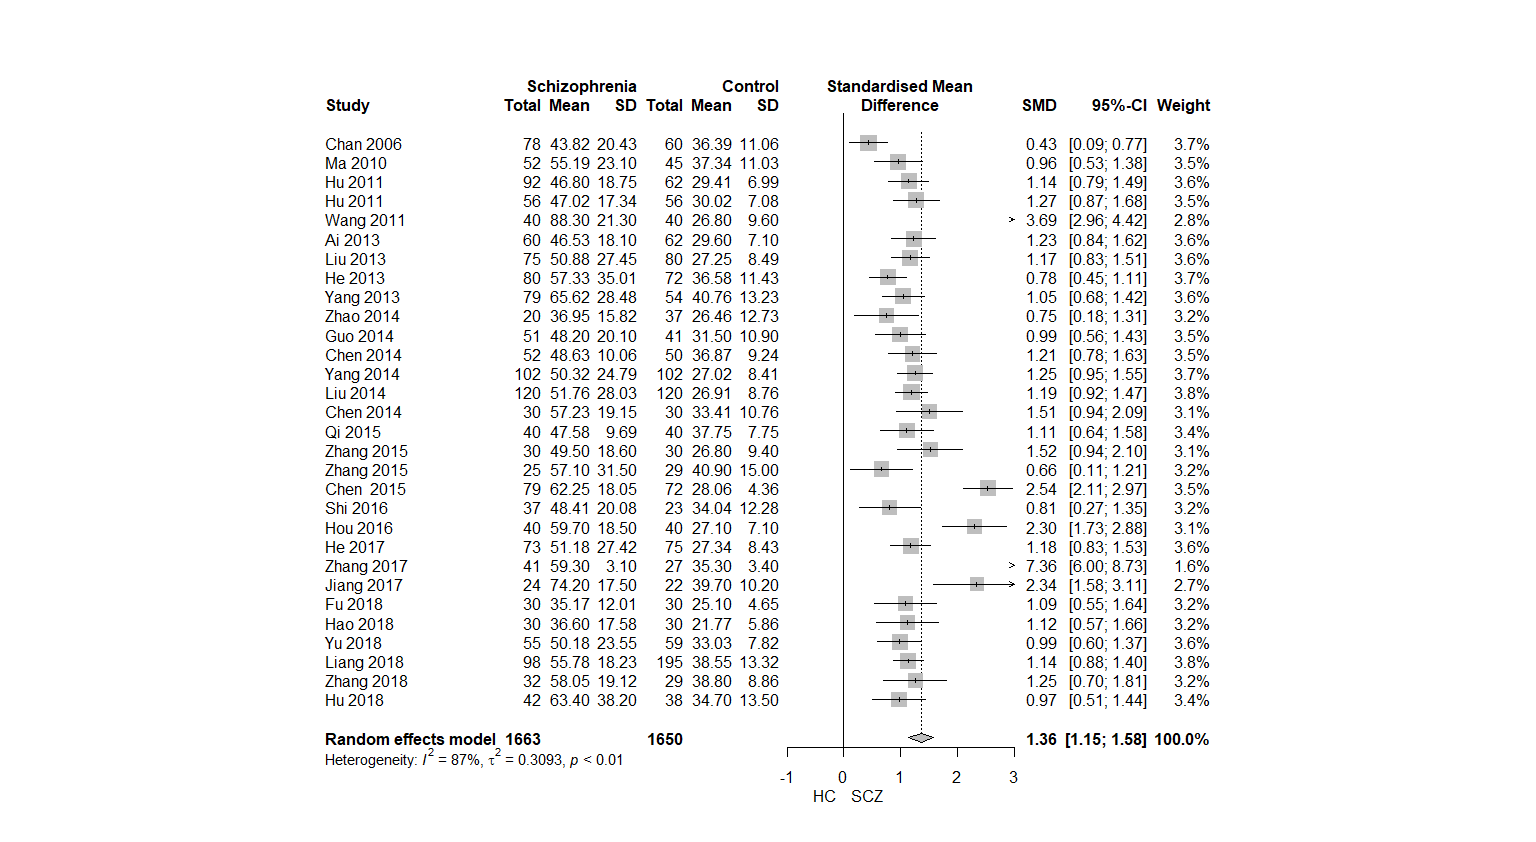 Schizophrenia Control Standardised Mean
Study Total Mean SD Total Mean SD Difference SMD 95%-CI Weight
Chan 2006 78 43.82 20.43 60 36.39 11.06 0.43 [0.09; 0.77] 3.7%
Ma 2010 52 55.19 23.10 45 37.34 11.03 0.96 [0.53; 1.38] 3.5%
Hu 2011 92 46.80 18.75 62 29.41 6.99 1.14 [0.79; 1.49] 3.6%
Hu 2011 56 47.02 17.34 56 30.02 7.08 1.27 [0.87; 1.68] 3.5%
Wang 2011 40 88.30 21.30 40 26.80 9.60 3.69 [2.96; 4.42] 2.8%
Ai 2013 60 46.53 18.10 62 29.60 7.10 1.23 [0.84; 1.62] 3.6%
Liu 2013 75 50.88 27.45 80 27.25 8.49 1.17 [0.83; 1.51] 3.6%
He 2013 80 57.33 35.01 72 36.58 11.43 0.78 [0.45; 1.11] 3.7%
Yang 2013 79 65.62 28.48 54 40.76 13.23 1.05 [0.68; 1.42] 3.6%
Zhao 2014 20 36.95 15.82 37 26.46 12.73 0.75 [0.18; 1.31] 3.2%
Guo 2014 51 48.20 20.10 41 31.50 10.90 0.99 [0.56; 1.43] 3.5%
Chen 2014 52 48.63 10.06 50 36.87 9.24 1.21 [0.78; 1.63] 3.5%
Yang 2014 102 50.32 24.79 102 27.02 8.41 1.25 [0.95; 1.55] 3.7%
Liu 2014 120 51.76 28.03 120 26.91 8.76 1.19 [0.92; 1.47] 3.8%
Chen 2014 30 57.23 19.15 30 33.41 10.76 1.51 [0.94; 2.09] 3.1%
Qi 2015 40 47.58 9.69 40 37.75 7.75 1.11 [0.64; 1.58] 3.4%
Zhang 2015 30 49.50 18.60 30 26.80 9.40 1.52 [0.94; 2.10] 3.1%
Zhang 2015 25 57.10 31.50 29 40.90 15.00 0.66 [0.11; 1.21] 3.2%
Chen 2015 79 62.25 18.05 72 28.06 4.36 2.54 [2.11; 2.97] 3.5%
Shi 2016 37 48.41 20.08 23 34.04 12.28 0.81 [0.27; 1.35] 3.2%
Hou 2016 40 59.70 18.50 40 27.10 7.10 2.30 [1.73; 2.88] 3.1%
He 2017 73 51.18 27.42 75 27.34 8.43 1.18 [0.83; 1.53] 3.6%
Zhang 2017 41 59.30 3.10 27 35.30 3.40 7.36 [6.00; 8.73] 1.6%
Jiang 2017 24 74.20 17.50 22 39.70 10.20 2.34 [1.58; 3.11] 2.7%
Fu 2018 30 35.17 12.01 30 25.10 4.65 1.09 [0.55; 1.64] 3.2%
Hao 2018 30 36.60 17.58 30 21.77 5.86 1.12 [0.57; 1.66] 3.2%
Yu 2018 55 50.18 23.55 59 33.03 7.82 0.99 [0.60; 1.37] 3.6%
Liang 2018 98 55.78 18.23 195 38.55 13.32 1.14 [0.88; 1.40] 3.8%
Zhang 2018 32 58.05 19.12 29 38.80 8.86 1.25 [0.70; 1.81] 3.2%
Hu 2018 42 63.40 38.20 38 34.70 13.50 0.97 [0.51; 1.44] 3.4%
Random effects model 1663 1650 1.36 [1.15; 1.58] 100.0%
Heterogeneity: I² = 87%, τ² = 0.3093, p < 0.01
-1 0 1 2 3
HC SCZ